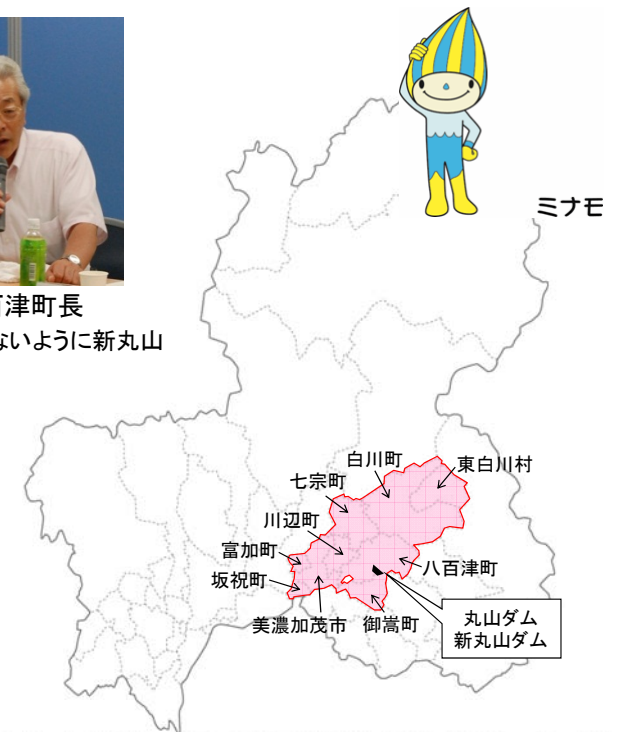 ミナモ
津町長
ないように新丸山
白川町
東白川村
七宗町
川辺町
富加町
八百津町
坂祝町
美濃加茂市
御嵩町
丸山ダム
新丸山ダム